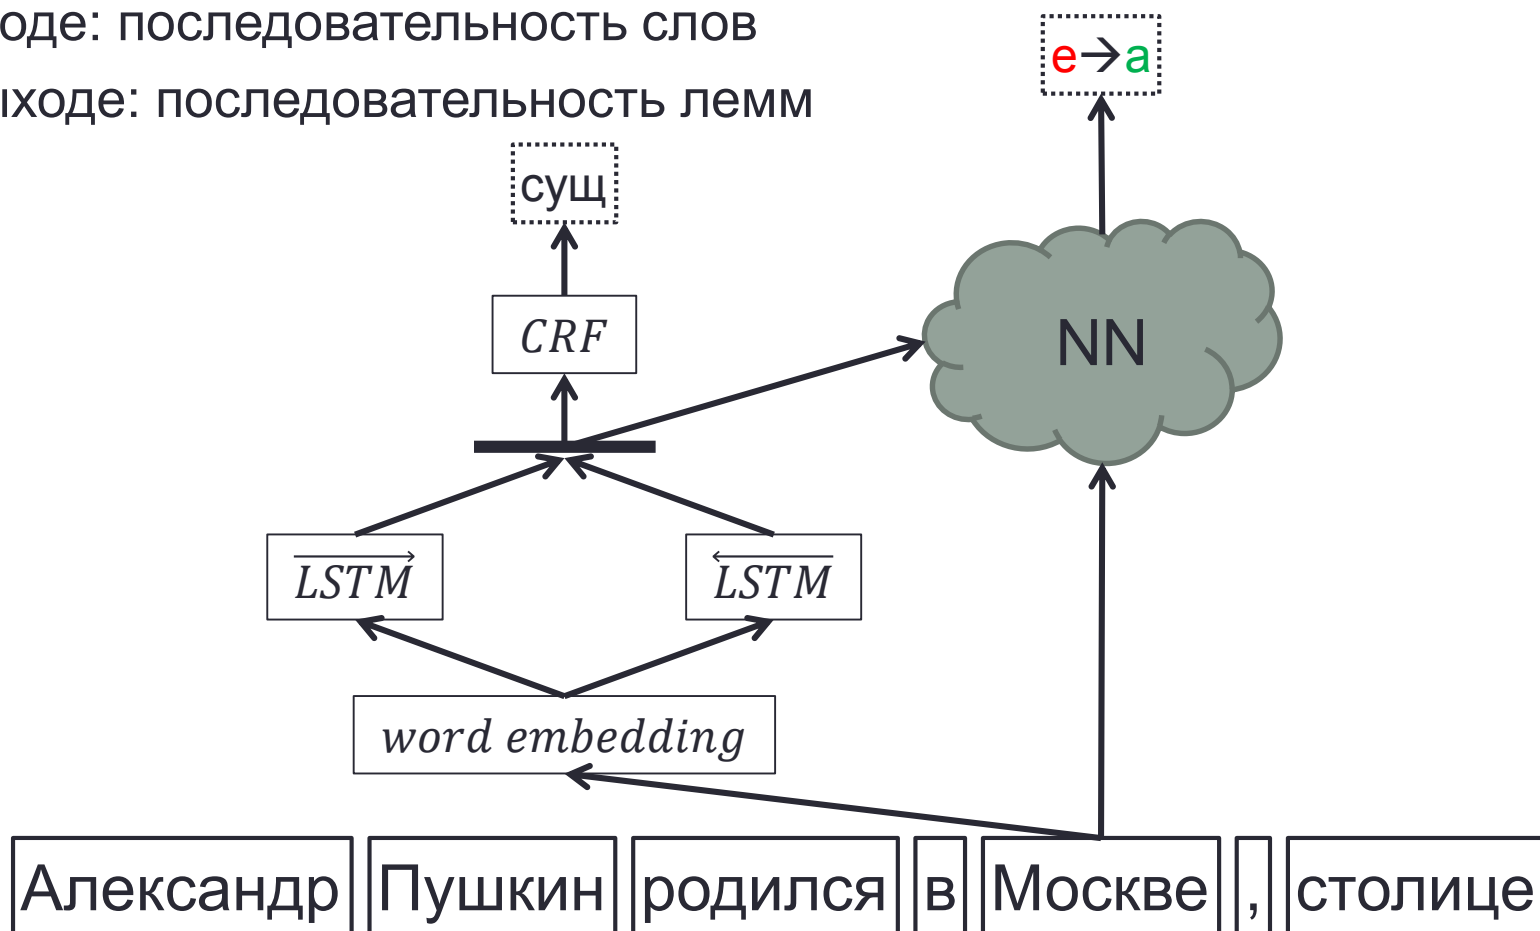 оде: последовательность слов
ыходе: последовательность лемм
е→а
сущ
CRF
NN
LSTM LSTM
word embedding
Александр Пушкин родился в Москве , столице